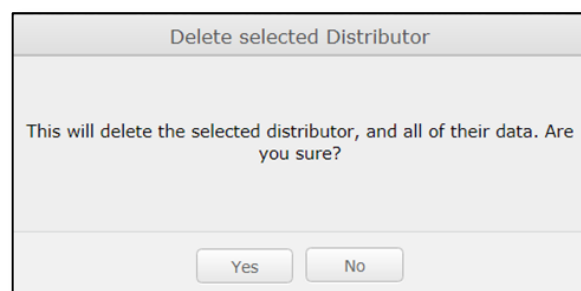 Delete selected Distributor
This will delete the selected distributor, and all of their data. Are
you sure?
Yes
No